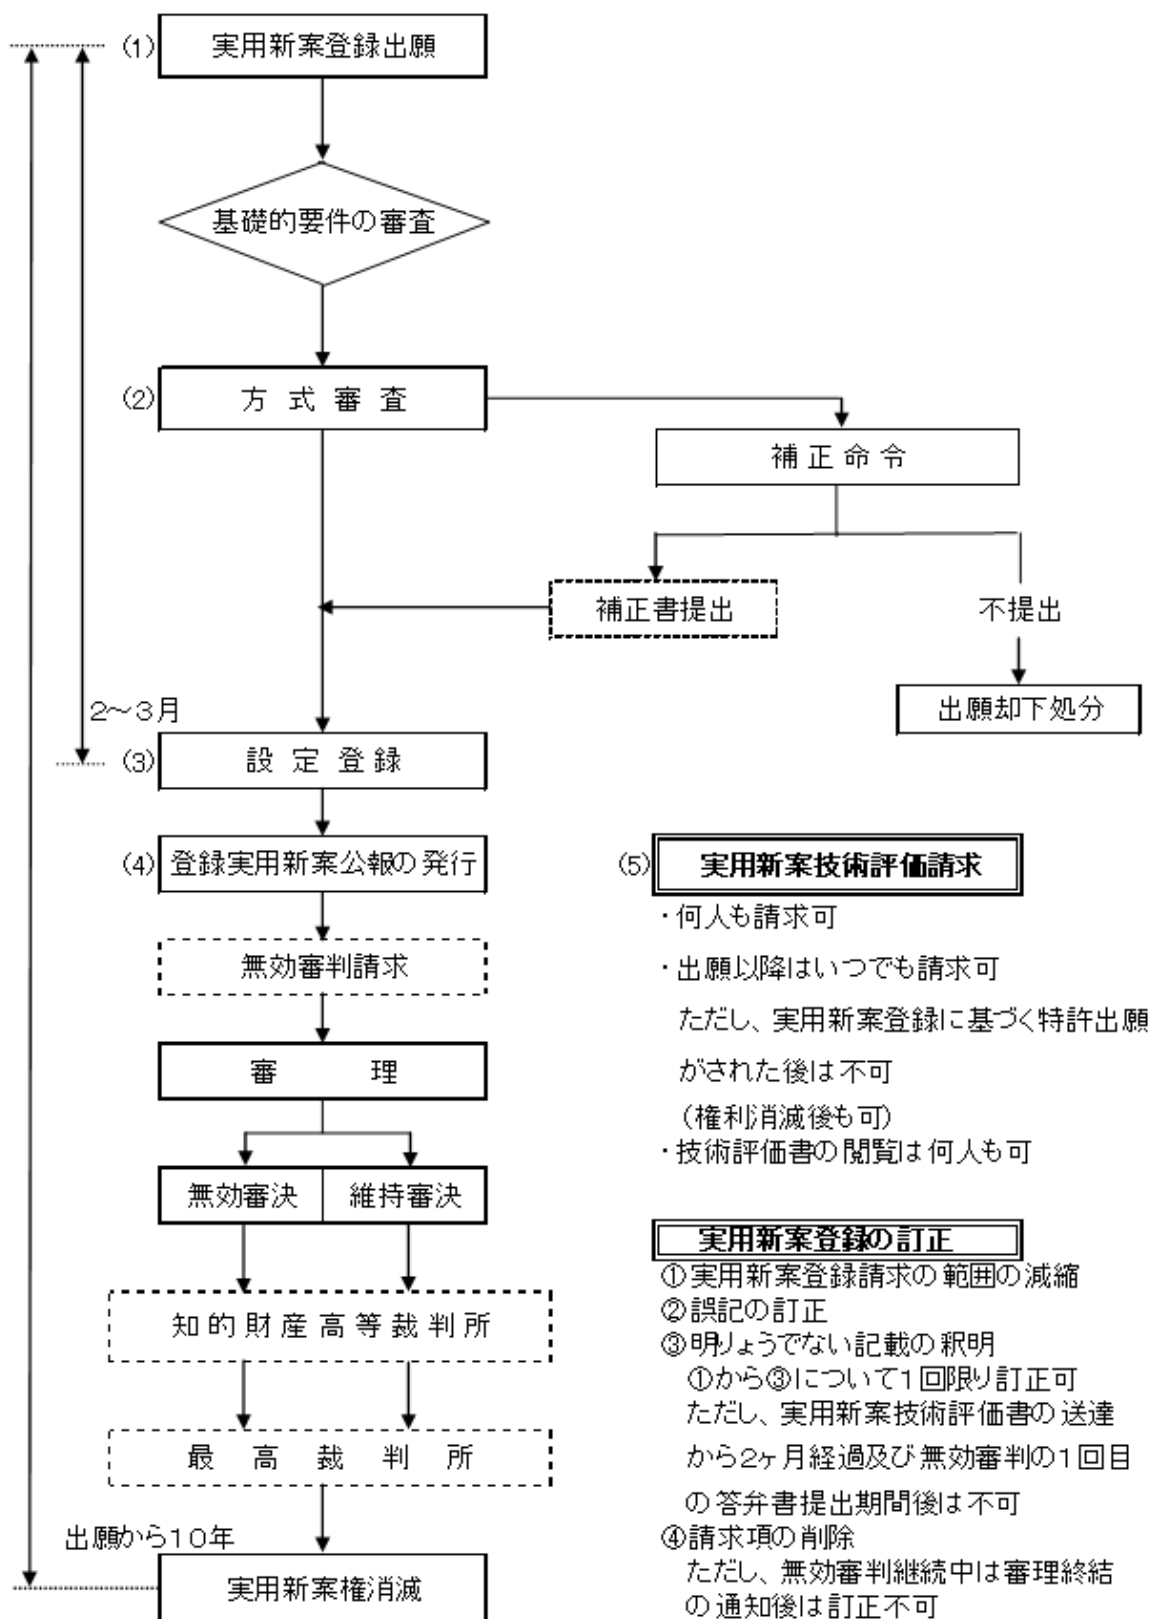 (1) 実用新案登録出願
基礎的要件の審査
(2) 方式審査
補正命令
補正書提出
不提出
出願却下処分
2～3月
(3) 設定登録
(4) 登録実用新案公報の発行
無効審判請求
審理
無効審決 維持審決
知的財産高等裁判所
最高裁判所
出願から10年
実用新案権消滅
(5) 実用新案技術評価請求
・何人も請求可
・出願以降はいつでも請求可
ただし、実用新案登録に基づく特許出願
がされた後は不可
(権利消滅後も可)
・技術評価書の閲覧は何人も可
実用新案登録の訂正
①実用新案登録請求の範囲の減縮
②誤記の訂正
③明りょうでない記載の釈明
①から③について1回限り訂正可
ただし、実用新案技術評価書の送達
から2ヶ月経過及び無効審判の1回目
の答弁書提出期間後は不可
④請求項の削除
ただし、無効審判継続中は審理終結
の通知後は訂正不可